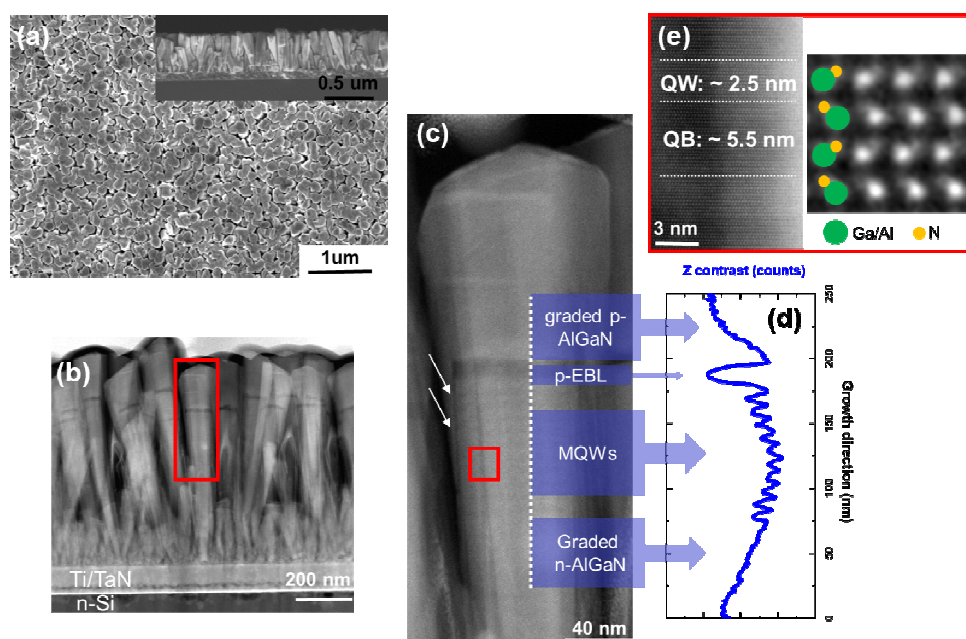 (a)
0.5 um
1um
(b)
Ti/TaN
n-Si
200 nm
(c)
graded p-
AlGaN
p-EBL
MQWs
Graded
n-AlGaN
40 nm
(e)
QW: ~ 2.5 nm
QB: ~ 5.5 nm
3 nm
Ga/Al
N
Z contrast (counts)
(d)
250
200
150
100
50
0
Growth direction (nm)